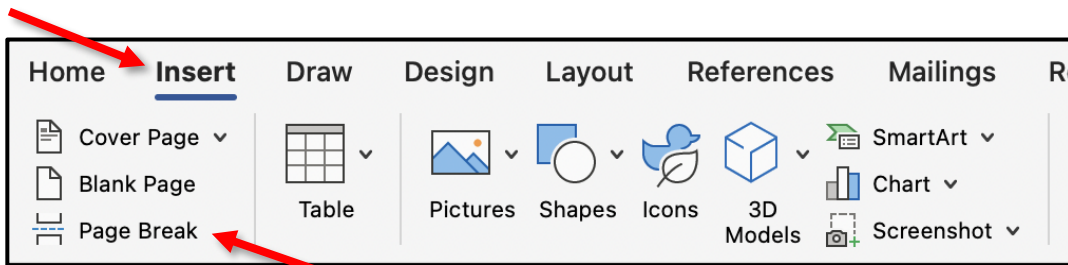 Home Insert Draw Design Layout References Mailings
Cover Page
Blank Page
Page Break
Table
Pictures Shapes Icons 3D Models
SmartArt
Chart
Screenshot